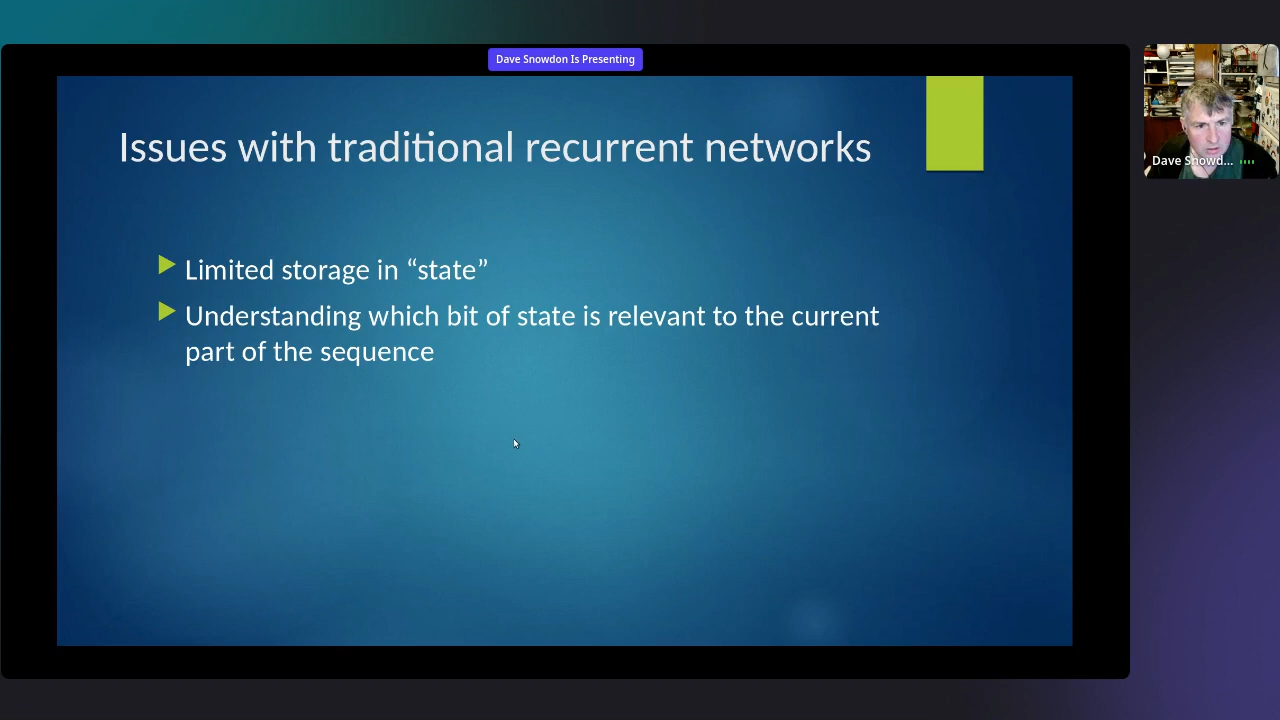 Dave Snowdon Is Presenting
Issues with traditional recurrent networks
Limited storage in “state”
Understanding which bit of state is relevant to the current
part of the sequence
Dave Snowd...